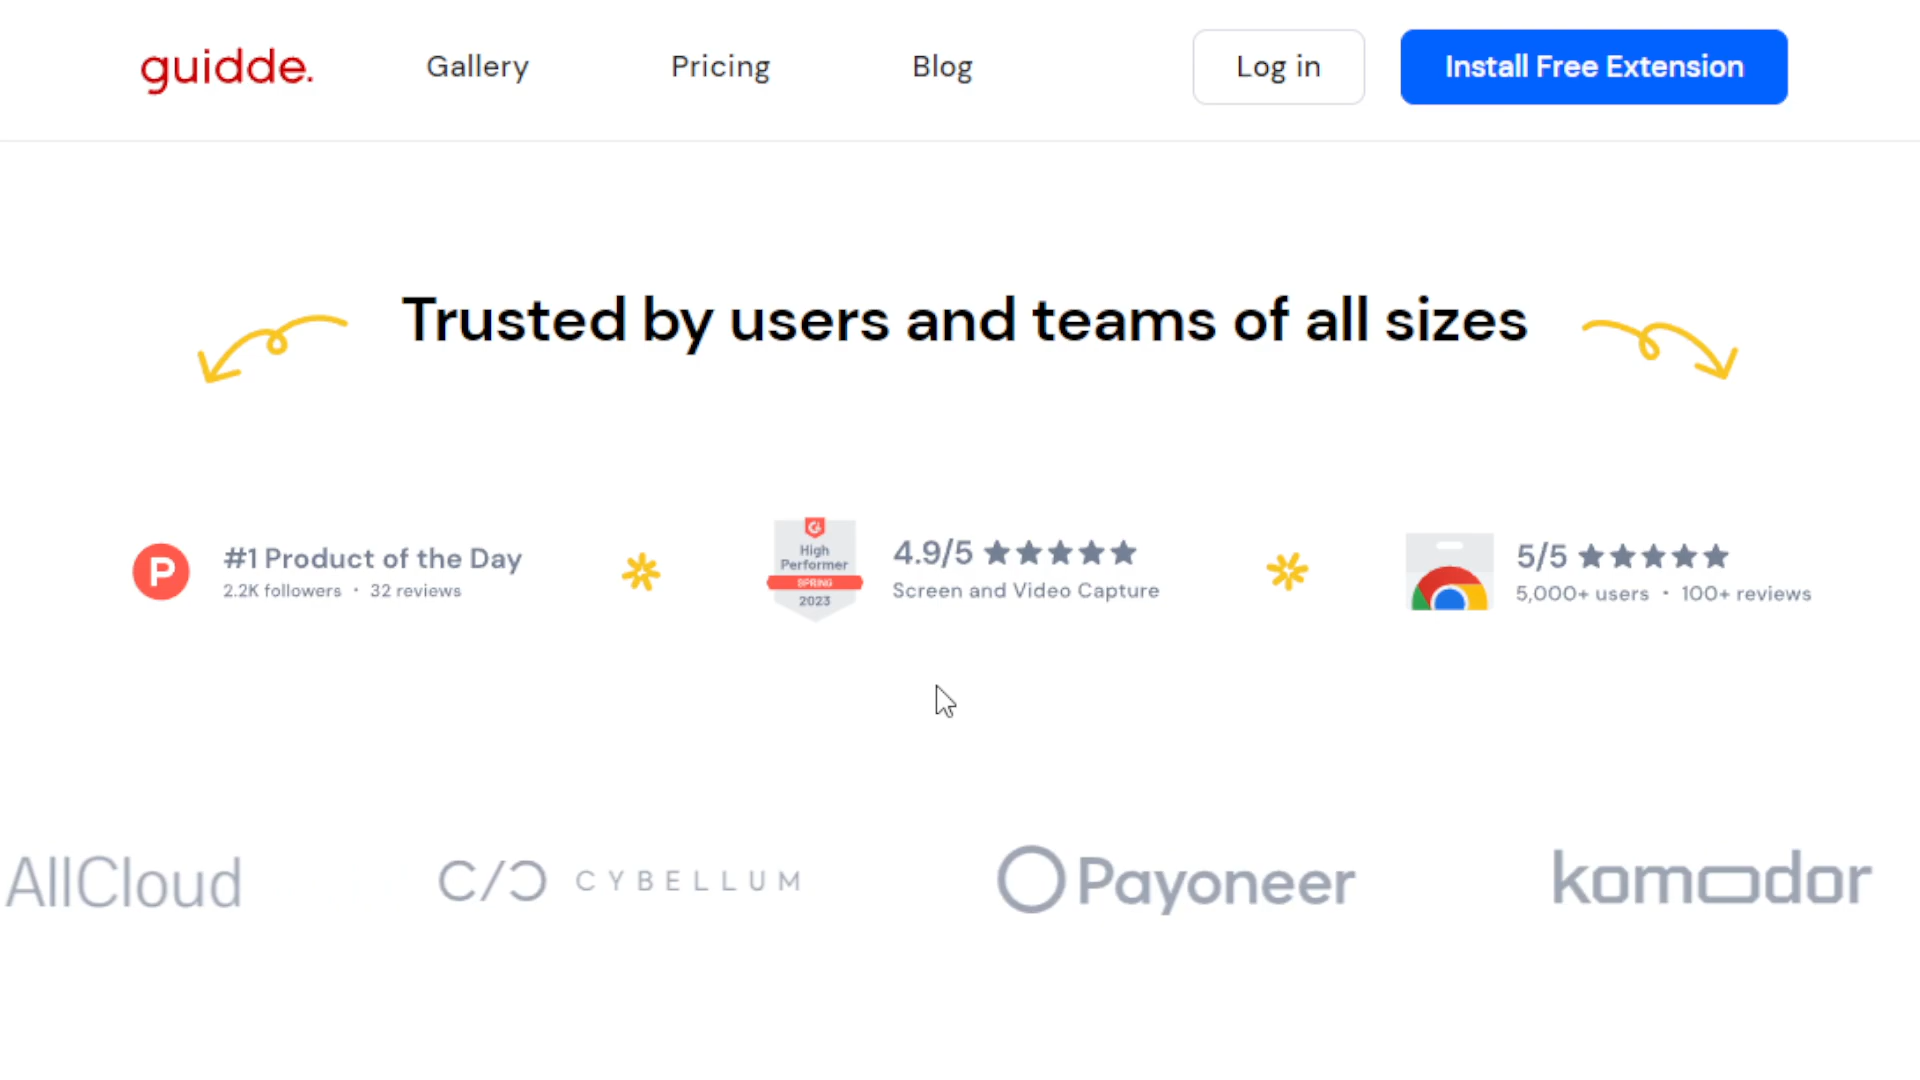 guidde.
Gallery
Pricing
Blog
Log in
Install Free Extension
Trusted by users and teams of all sizes
P
#1 Product of the Day
2.2K followers • 32 reviews
High
Performer
SPRING
2023
4.9/5
Screen and Video Capture
5/5
5,000+ users • 100+ reviews
AllCloud
CYBELLUM
Payoneer
komodor